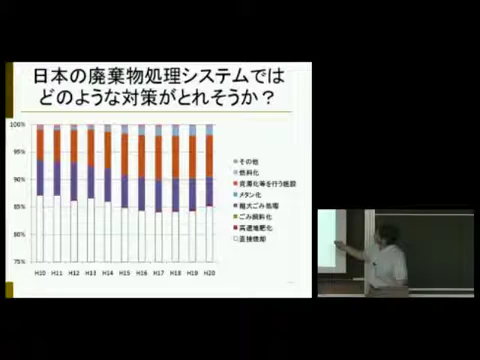 日本の廃棄物処理システムでは
どのような対策がとれそうか？
100%
95%
90%
85%
80%
75%
H10 H11 H12 H13 H14 H15 H16 H17 H18 H19 H20
その他
燃料化
資源化等を行う施設
メタン化
粗大ごみ処理
ごみ飼料化
高速堆肥化
直接焼却